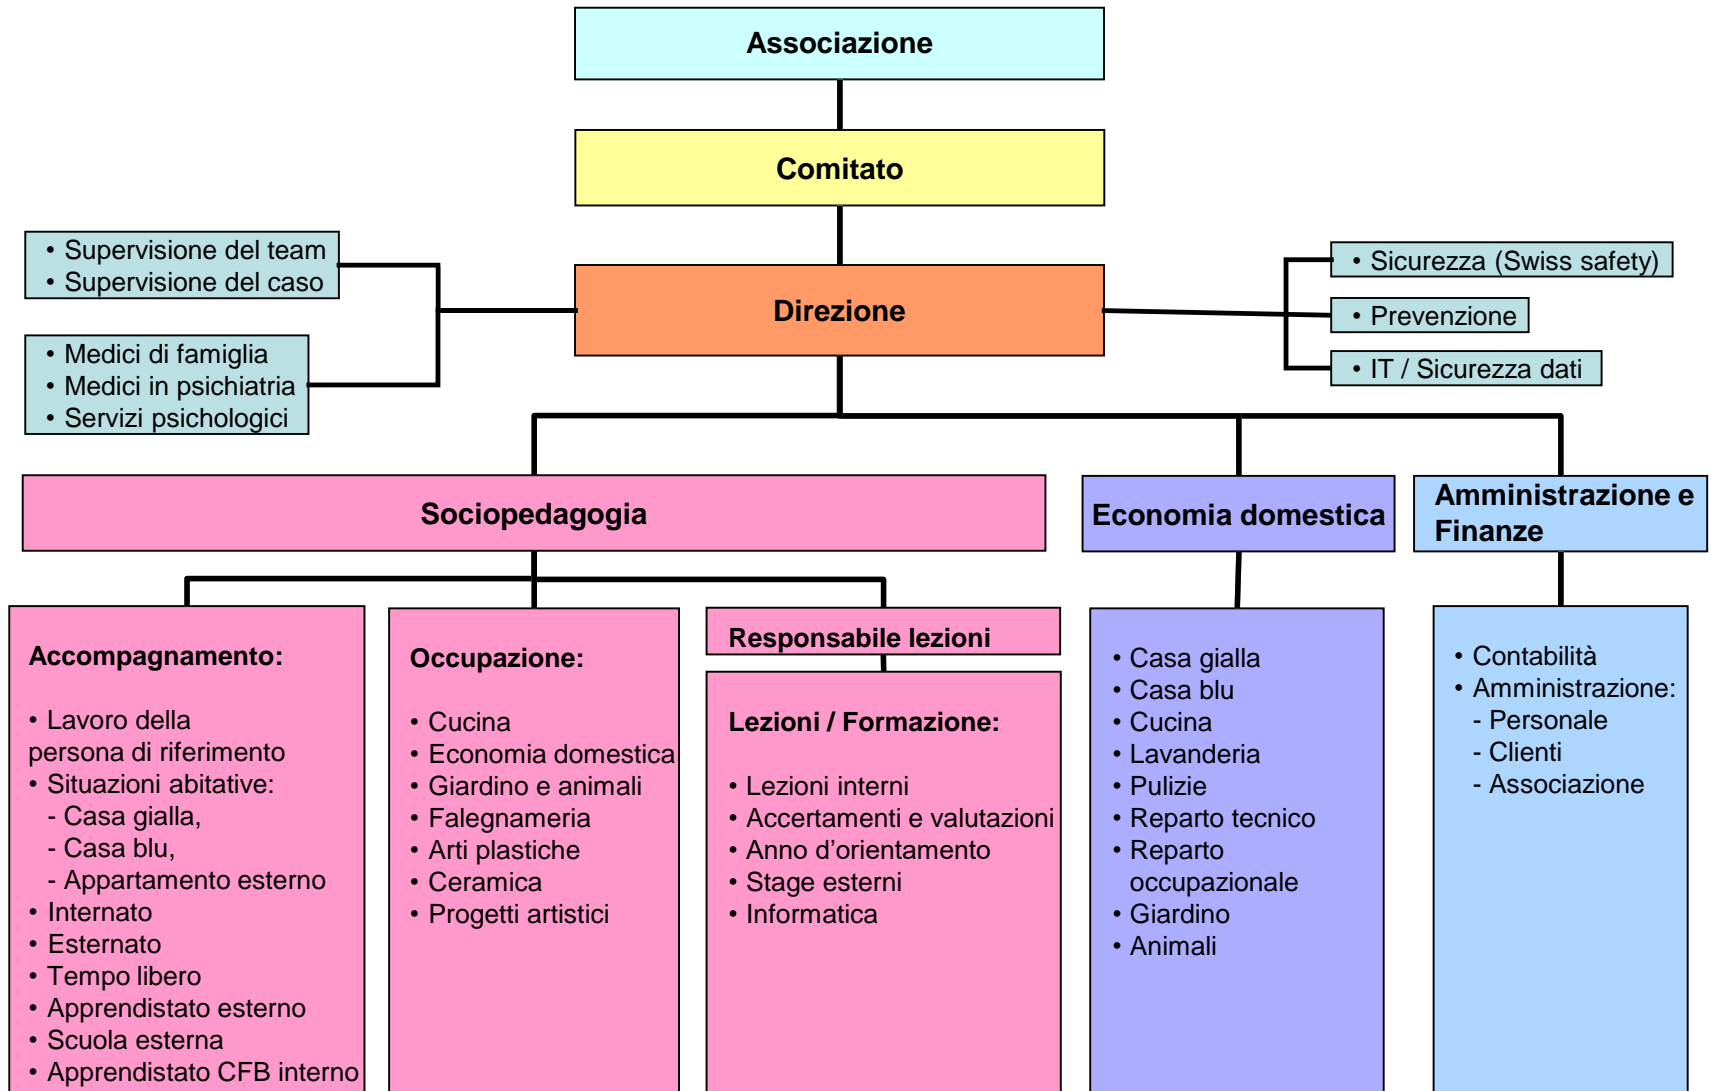 Associazione
Comitato
• Supervisione del team
• Supervisione del caso
Direzione
• Sicurezza (Swiss safety)
• Prevenzione
• IT / Sicurezza dati
• Medici di famiglia
• Medici in psichiatria
• Servizi psichologici
Sociopedagogia
Economia domestica
Amministrazione e
Finanze
Accompagnamento:
• Lavoro della
persona di riferimento
• Situazioni abitative:
- Casa gialla,
- Casa blu,
- Appartamento esterno
• Internato
• Esternato
• Tempo libero
• Apprendistato esterno
• Scuola esterna
• Apprendistato CFB interno
Occupazione:
• Cucina
• Economia domestica
• Giardino e animali
• Falegnameria
• Arti plastiche
• Ceramica
• Progetti artistici
Responsabile lezioni
Lezioni / Formazione:
• Lezioni interni
• Accertamenti e valutazioni
• Anno d’orientamento
• Stage esterni
• Informatica
• Casa gialla
• Casa blu
• Cucina
• Lavanderia
• Pulizie
• Reparto tecnico
• Reparto
occupazionale
• Giardino
• Animali
• Contabilità
• Amministrazione:
- Personale
- Clienti
- Associazione